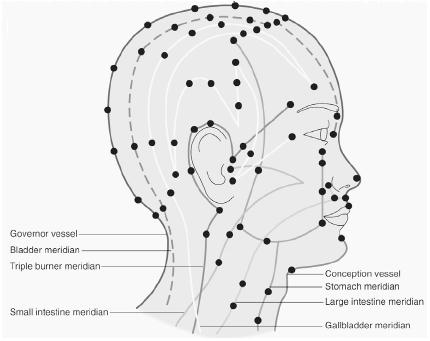 Governor vessel
Bladder meridian
Triple burner meridian
Small intestine meridian
Conception vessel
Stomach meridian
Large intestine meridian
Gallbladder meridian